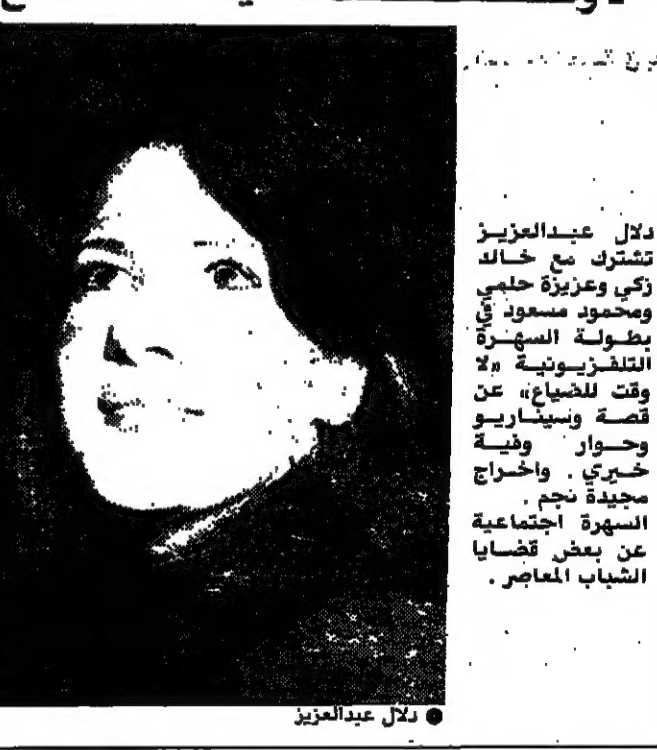 دلال عبدالعزيز
تشترك مع خالد
زكي وعزيزة حلمي
ومحمود مسعود في
بطولة السهرة
التلفزيونية «لا
وقت للضياع» عن
قصة وسيناريو
وحوار وفية
خيري . واخراج
مجيدة نجم .
السهرة اجتماعية
عن بعض قضايا
الشباب المعاصر .
● دلال عبدالعزيز